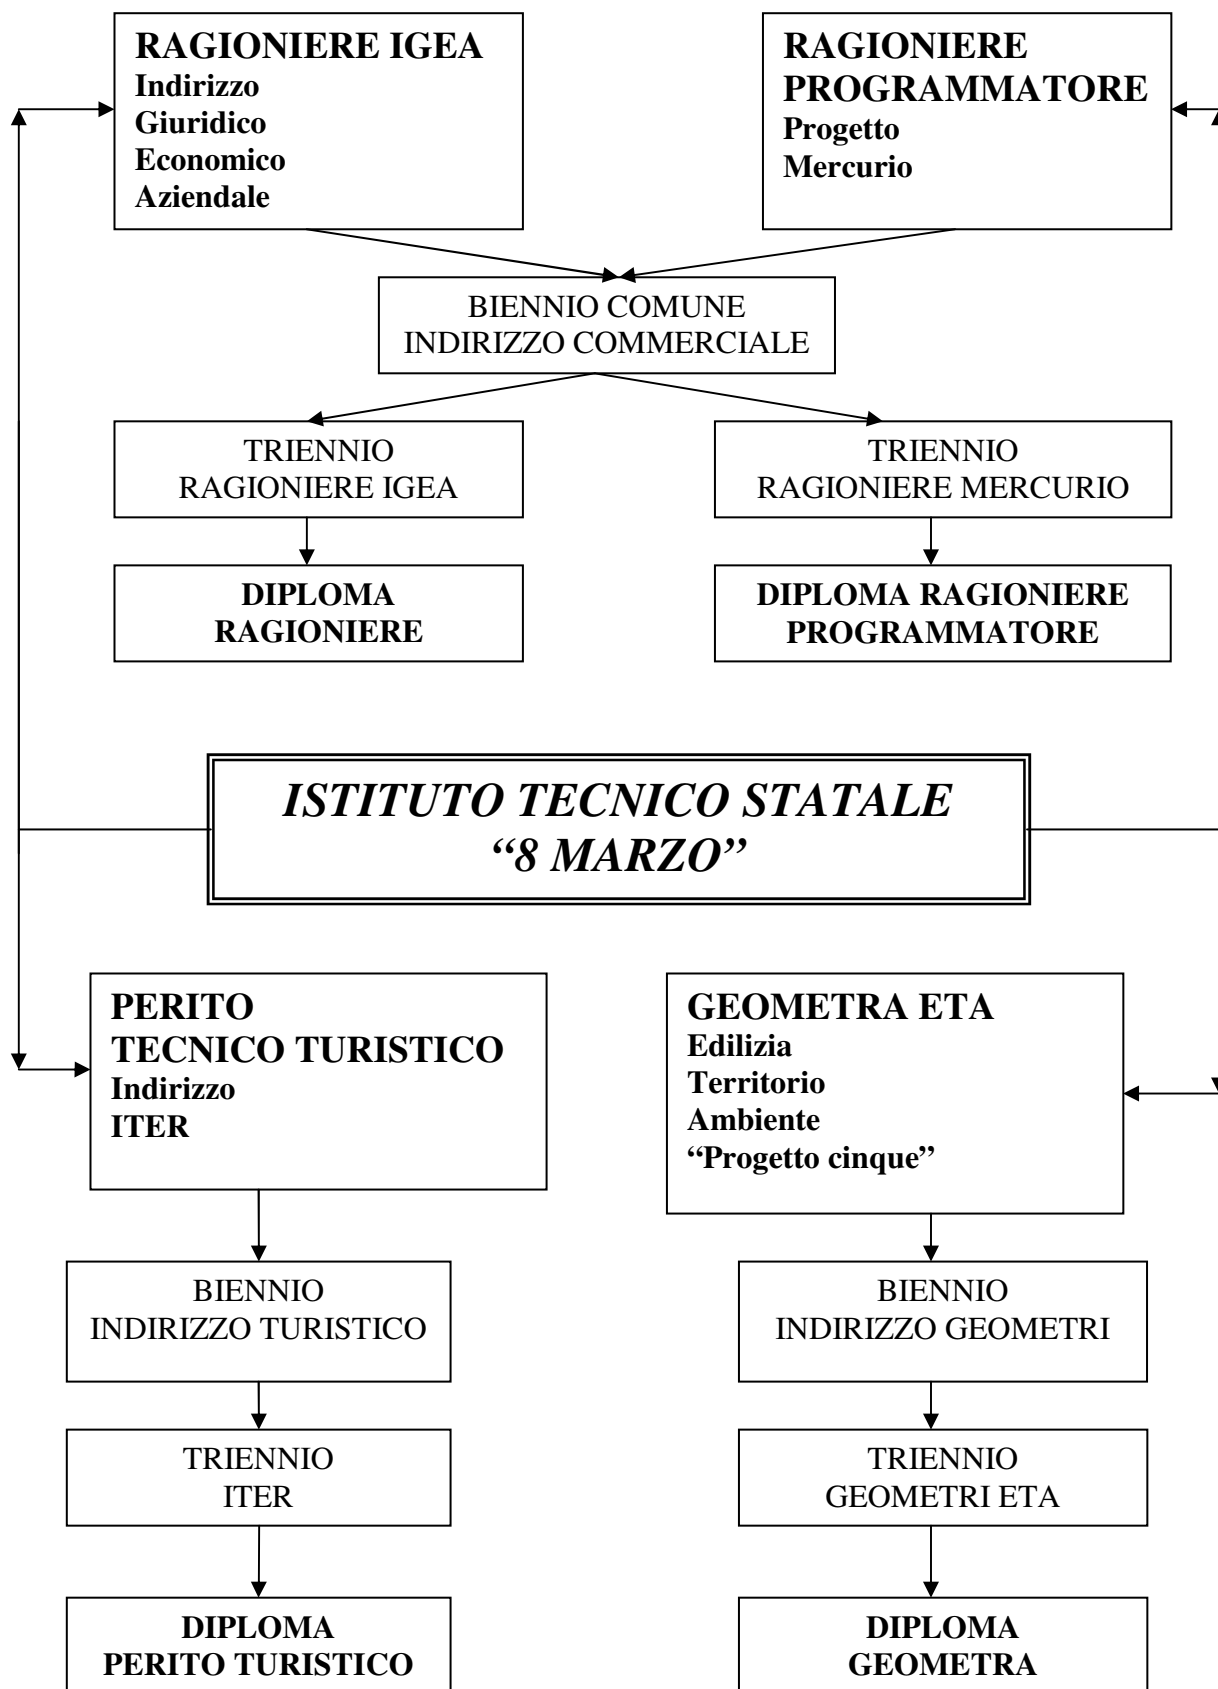 RAGIONIERE IGEA
Indirizzo
Giuridico
Economico
Aziendale
RAGIONIERE
PROGRAMMATORE
Progetto
Mercurio
BIENNIO COMUNE
INDIRIZZO COMMERCIALE
TRIENNIO
RAGIONIERE IGEA
TRIENNIO
RAGIONIERE MERCURIO
DIPLOMA
RAGIONIERE
DIPLOMA RAGIONIERE
PROGRAMMATORE
ISTITUTO TECNICO STATALE
“8 MARZO”
PERITO
TECNICO TURISTICO
Indirizzo
ITER
GEOMETRA ETA
Edilizia
Territorio
Ambiente
“Progetto cinque”
BIENNIO
INDIRIZZO TURISTICO
BIENNIO
INDIRIZZO GEOMETRI
TRIENNIO
ITER
TRIENNIO
GEOMETRI ETA
DIPLOMA
PERITO TURISTICO
DIPLOMA
GEOMETRA